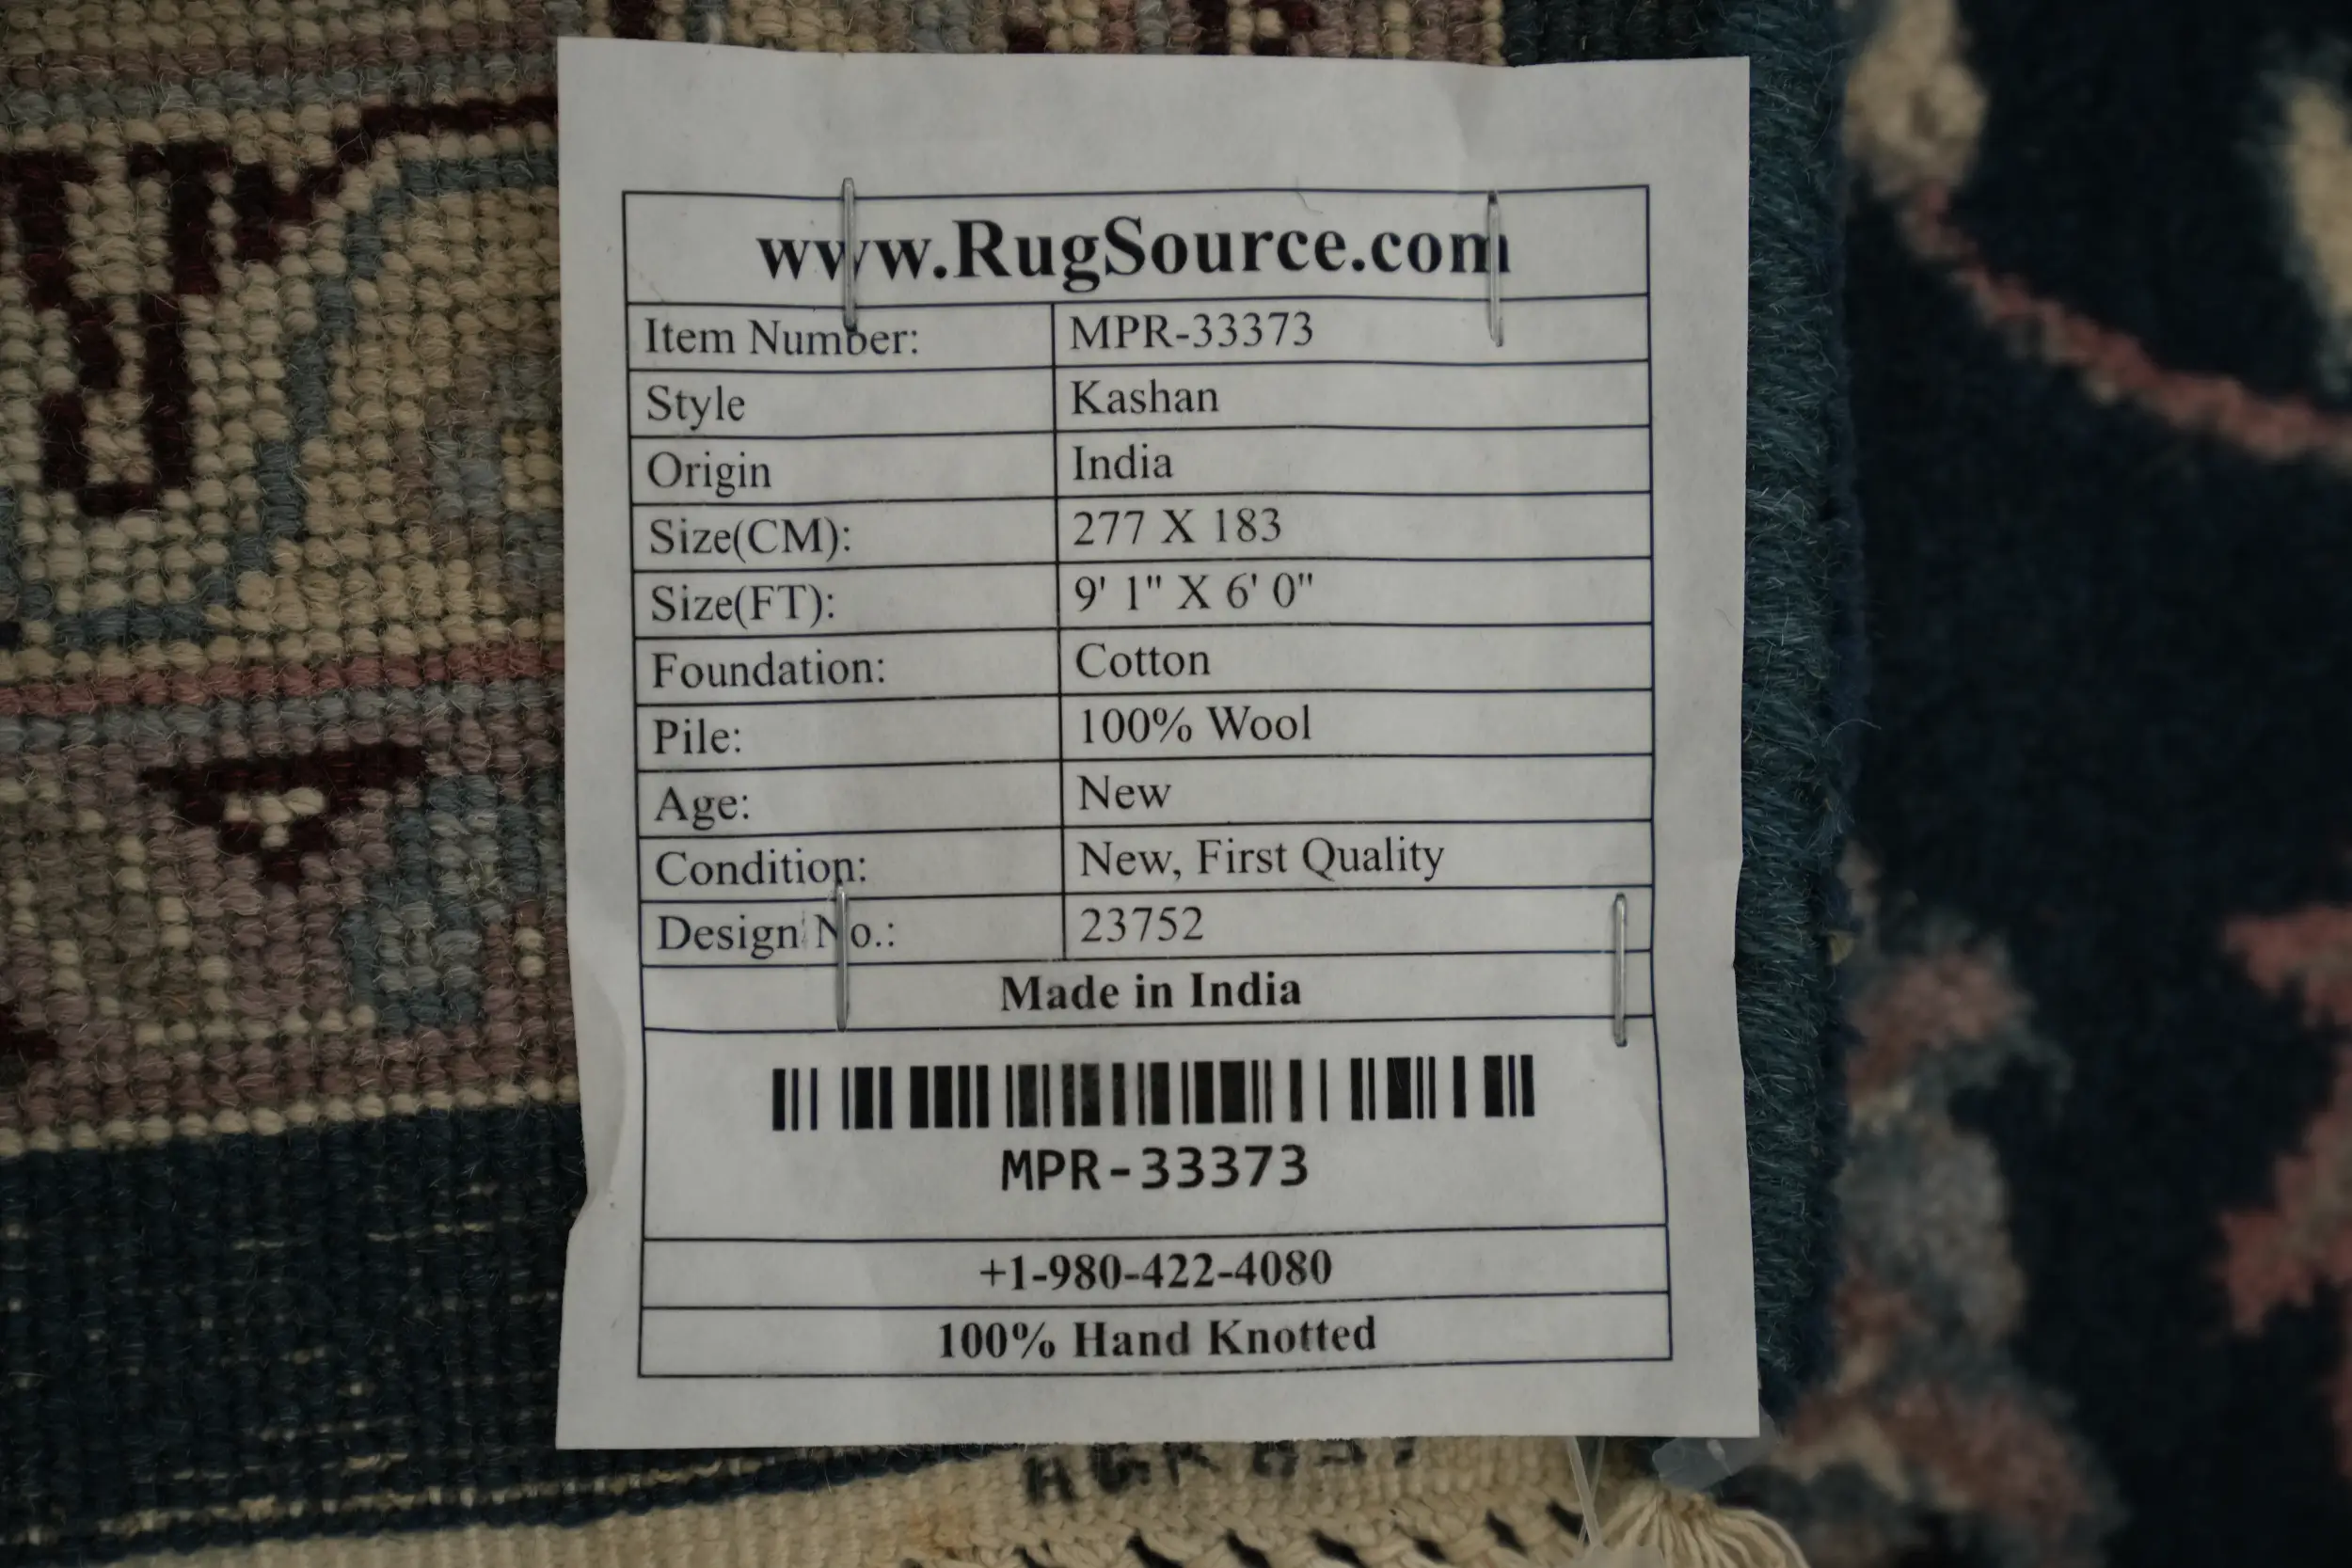 www.RugSource.com
Item Number: MPR-33373
Style Kashan
Origin India
Size(CM): 277 X 183
Size(FT): 9' 1" X 6' 0"
Foundation: Cotton
Pile: 100% Wool
Age: New
Condition: New, First Quality
Design No.: 23752
Made in India
MPR-33373
+1-980-422-4080
100% Hand Knotted